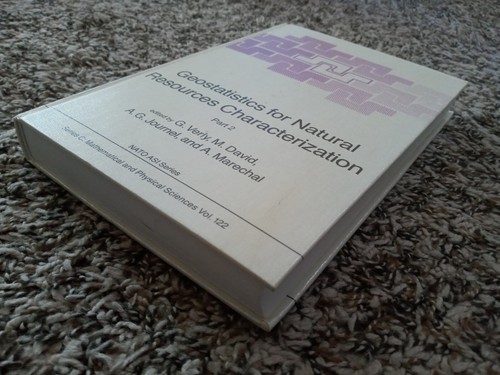 Geostatistics for Natural
Resources Characterization
Part 2
edited by G. Verly, M. David,
A. G. Journel, and A. Marechal
NATO ASI Series
Series C: Mathematical and Physical Sciences Vol. 122